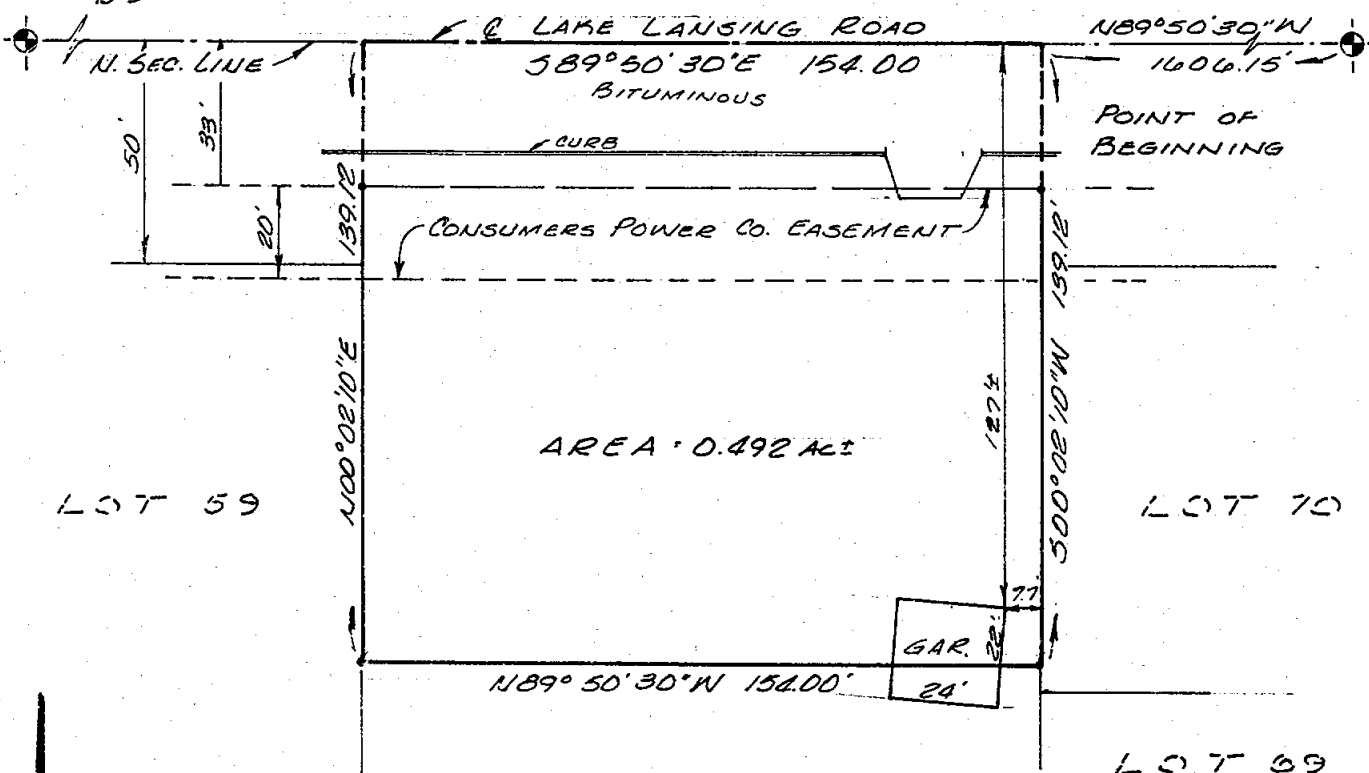 ℄ LAKE LANSING ROAD
N89°50'30"W
N. SEC. LINE
S89°50'30"E 154.00
1606.15'
BITUMINOUS
POINT OF
BEGINNING
50'
33'
CURB
139.12
20'
CONSUMERS POWER CO. EASEMENT
139.12'
N00°02'10"E
127±
S00°02'10"W
AREA · 0.492 AC±
LOT 59
LOT 70
7.7
GAR.
22'
24'
N89°50'30"W 154.00'
LOT 69